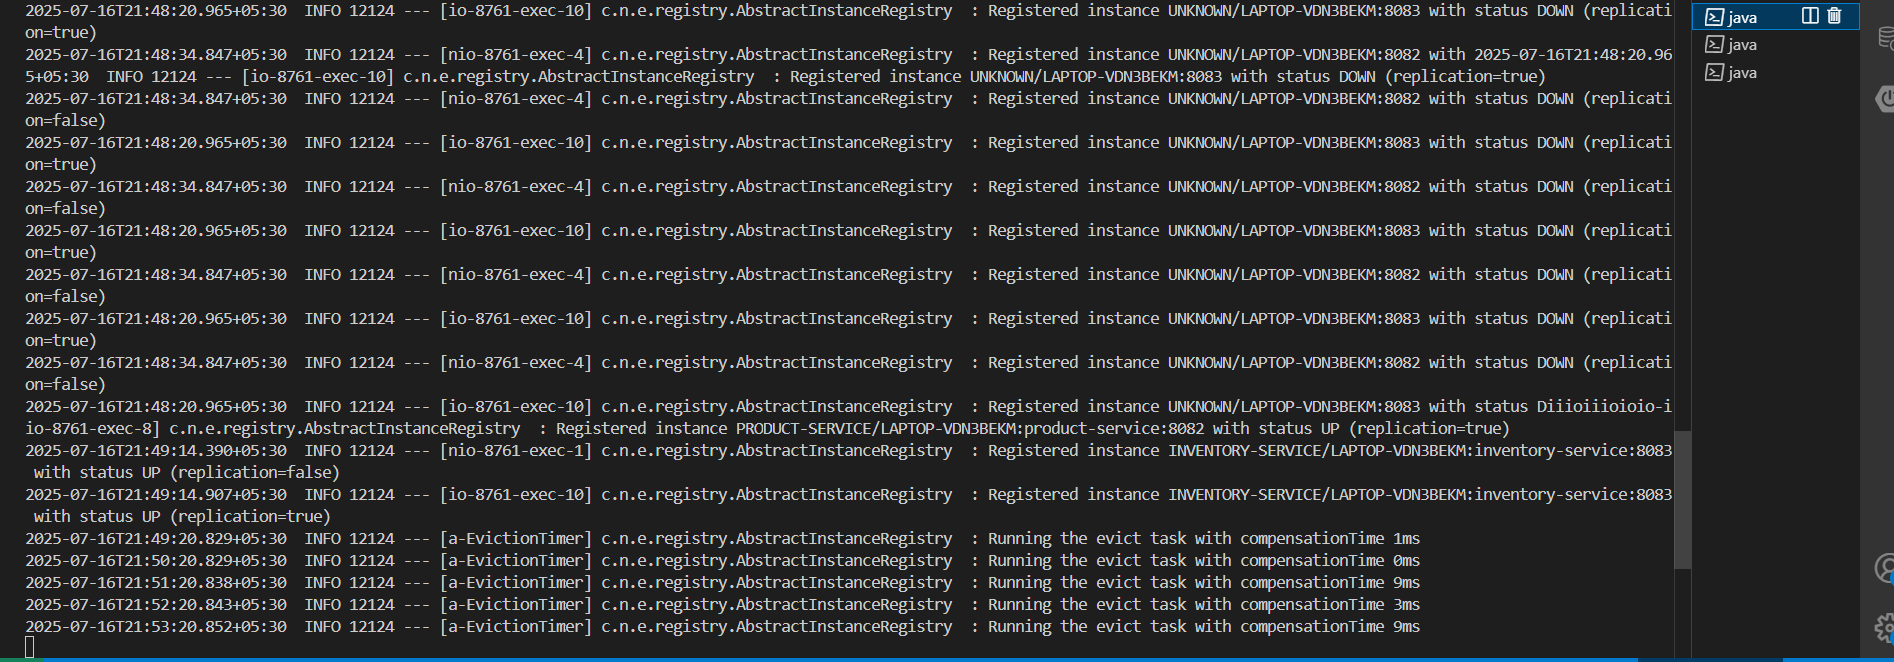 2025-07-16T21:48:20.965+05:30  INFO 12124 --- [io-8761-exec-10] c.n.e.registry.AbstractInstanceRegistry  : Registered instance UNKNOWN/LAPTOP-VDN3BEKM:8083 with status DOWN (replicati
on=true)
2025-07-16T21:48:34.847+05:30  INFO 12124 --- [nio-8761-exec-4] c.n.e.registry.AbstractInstanceRegistry  : Registered instance UNKNOWN/LAPTOP-VDN3BEKM:8082 with 2025-07-16T21:48:20.96
5+05:30  INFO 12124 --- [io-8761-exec-10] c.n.e.registry.AbstractInstanceRegistry  : Registered instance UNKNOWN/LAPTOP-VDN3BEKM:8083 with status DOWN (replication=true)
2025-07-16T21:48:34.847+05:30  INFO 12124 --- [nio-8761-exec-4] c.n.e.registry.AbstractInstanceRegistry  : Registered instance UNKNOWN/LAPTOP-VDN3BEKM:8082 with status DOWN (replicati
on=false)
2025-07-16T21:48:20.965+05:30  INFO 12124 --- [io-8761-exec-10] c.n.e.registry.AbstractInstanceRegistry  : Registered instance UNKNOWN/LAPTOP-VDN3BEKM:8083 with status DOWN (replicati
on=true)
2025-07-16T21:48:34.847+05:30  INFO 12124 --- [nio-8761-exec-4] c.n.e.registry.AbstractInstanceRegistry  : Registered instance UNKNOWN/LAPTOP-VDN3BEKM:8082 with status DOWN (replicati
on=false)
2025-07-16T21:48:20.965+05:30  INFO 12124 --- [io-8761-exec-10] c.n.e.registry.AbstractInstanceRegistry  : Registered instance UNKNOWN/LAPTOP-VDN3BEKM:8083 with status DOWN (replicati
on=true)
2025-07-16T21:48:34.847+05:30  INFO 12124 --- [nio-8761-exec-4] c.n.e.registry.AbstractInstanceRegistry  : Registered instance UNKNOWN/LAPTOP-VDN3BEKM:8082 with status DOWN (replicati
on=false)
2025-07-16T21:48:20.965+05:30  INFO 12124 --- [io-8761-exec-10] c.n.e.registry.AbstractInstanceRegistry  : Registered instance UNKNOWN/LAPTOP-VDN3BEKM:8083 with status DOWN (replicati
on=true)
2025-07-16T21:48:34.847+05:30  INFO 12124 --- [nio-8761-exec-4] c.n.e.registry.AbstractInstanceRegistry  : Registered instance UNKNOWN/LAPTOP-VDN3BEKM:8082 with status DOWN (replicati
on=false)
2025-07-16T21:48:20.965+05:30  INFO 12124 --- [io-8761-exec-10] c.n.e.registry.AbstractInstanceRegistry  : Registered instance UNKNOWN/LAPTOP-VDN3BEKM:8083 with status Diiioiiioioio-i
io-8761-exec-8] c.n.e.registry.AbstractInstanceRegistry  : Registered instance PRODUCT-SERVICE/LAPTOP-VDN3BEKM:product-service:8082 with status UP (replication=true)
2025-07-16T21:49:14.390+05:30  INFO 12124 --- [nio-8761-exec-1] c.n.e.registry.AbstractInstanceRegistry  : Registered instance INVENTORY-SERVICE/LAPTOP-VDN3BEKM:inventory-service:8083
 with status UP (replication=false)
2025-07-16T21:49:14.907+05:30  INFO 12124 --- [io-8761-exec-10] c.n.e.registry.AbstractInstanceRegistry  : Registered instance INVENTORY-SERVICE/LAPTOP-VDN3BEKM:inventory-service:8083
 with status UP (replication=true)
2025-07-16T21:49:20.829+05:30  INFO 12124 --- [a-EvictionTimer] c.n.e.registry.AbstractInstanceRegistry  : Running the evict task with compensationTime 1ms
2025-07-16T21:50:20.829+05:30  INFO 12124 --- [a-EvictionTimer] c.n.e.registry.AbstractInstanceRegistry  : Running the evict task with compensationTime 0ms
2025-07-16T21:51:20.838+05:30  INFO 12124 --- [a-EvictionTimer] c.n.e.registry.AbstractInstanceRegistry  : Running the evict task with compensationTime 9ms
2025-07-16T21:52:20.843+05:30  INFO 12124 --- [a-EvictionTimer] c.n.e.registry.AbstractInstanceRegistry  : Running the evict task with compensationTime 3ms
2025-07-16T21:53:20.852+05:30  INFO 12124 --- [a-EvictionTimer] c.n.e.registry.AbstractInstanceRegistry  : Running the evict task with compensationTime 9ms
java
java
java